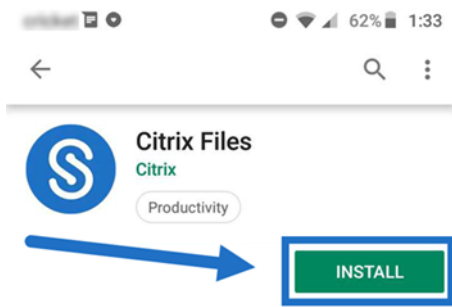 62% 1:33
Citrix Files
Citrix
Productivity
INSTALL